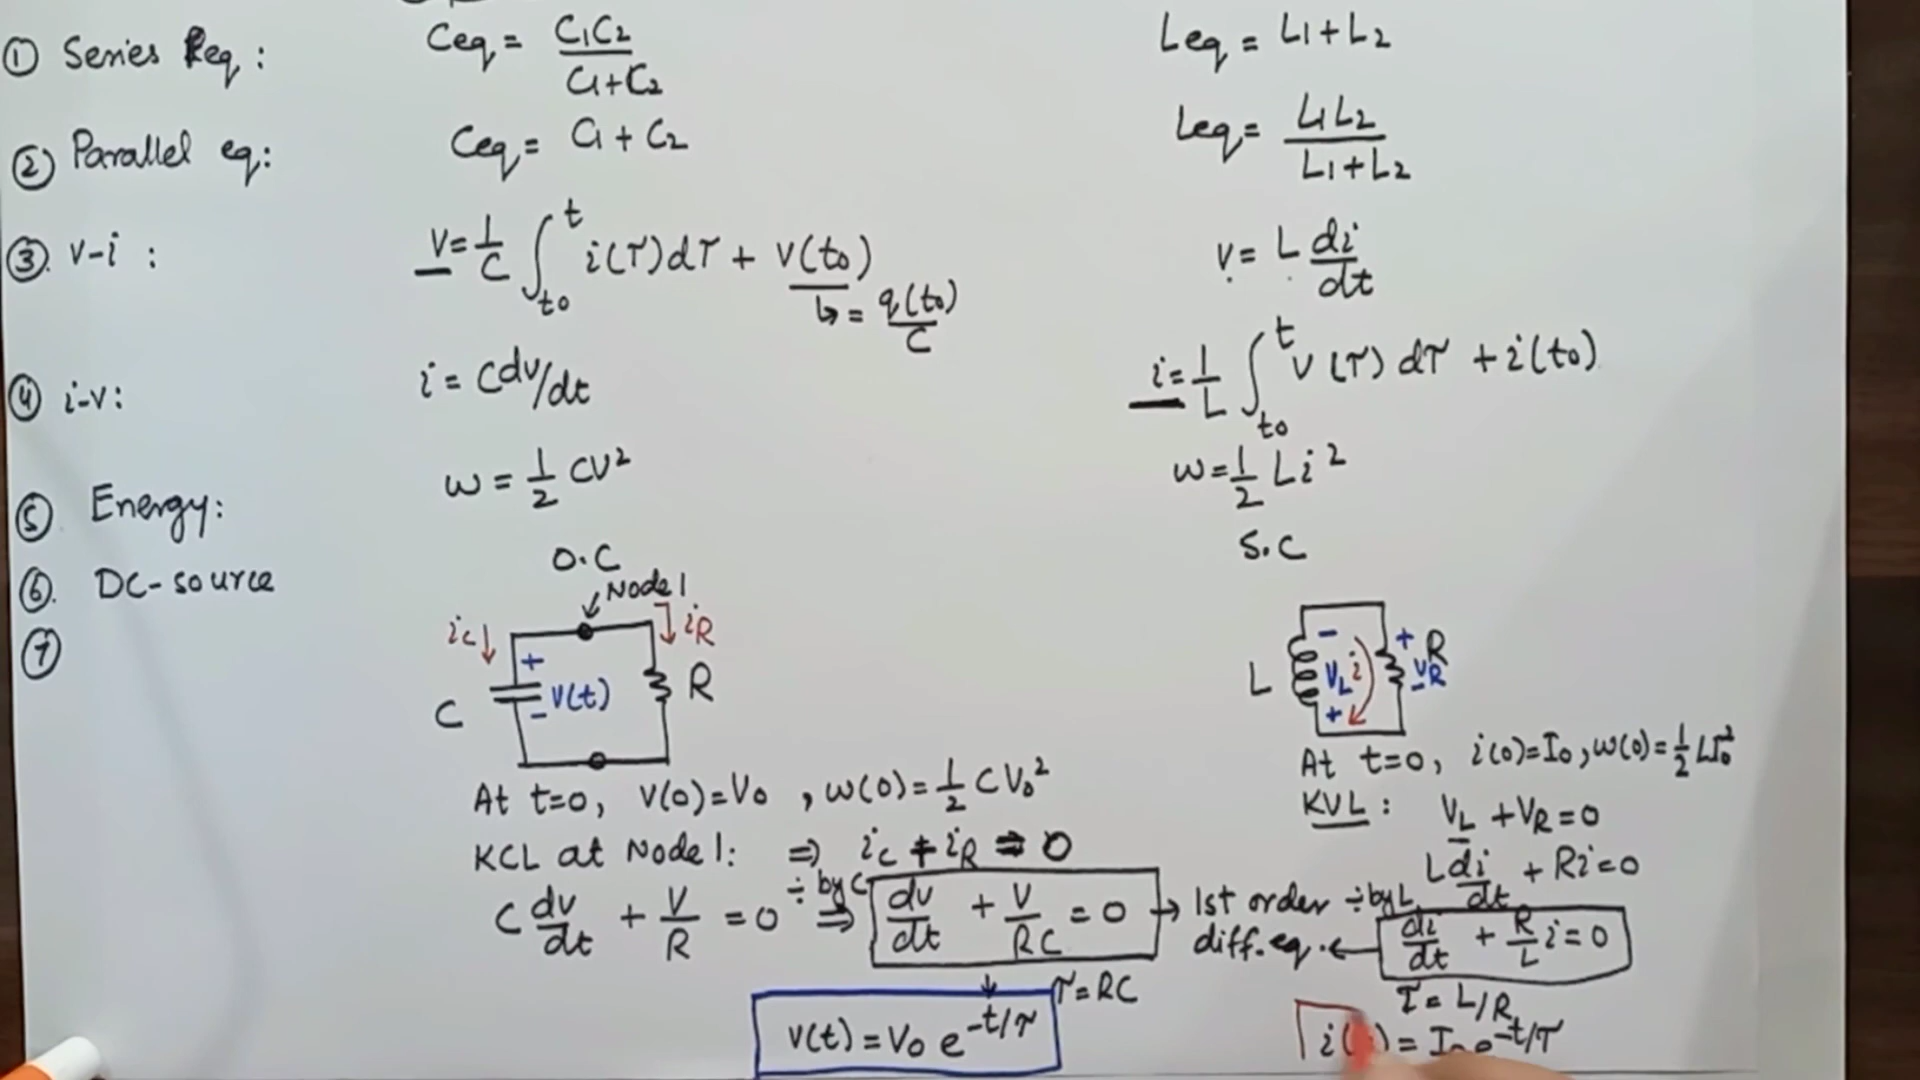 ① Series Req: Ceq = C1C2/(C1+C2) Leq = L1+L2
② Parallel eq: Ceq = C1 + C2 Leq = L1L2/(L1+L2)
③. v-i : V = 1/C ∫_{t0}^{t} i(τ)dτ + V(t0) V = L di/dt
↳ = q(t0)/C
④ i-v: i = Cdv/dt i = 1/L ∫_{t0}^{t} V(τ)dτ + i(t0)
⑤. Energy: w = 1/2 CV² w = 1/2 Li²
⑥. DC-source O.C S.C
⑦
Node 1
ic iR
+ V(t) -
C R
L - VL + i + VR - R
At t=0, V(0)=V0 , w(0)=1/2 CV0²
At t=0, i(0)=I0, w(0)=1/2 LI0²
KCL at Node 1: ⇒ ic + iR = 0
KVL : VL + VR = 0
L di/dt + Ri = 0
C dv/dt + V/R = 0 ÷ by C ⇒ dv/dt + V/RC = 0 → 1st order diff. eq. ← di/dt + R/L i = 0
÷ by L
τ = RC τ = L/R
V(t) = V0 e^{-t/τ}